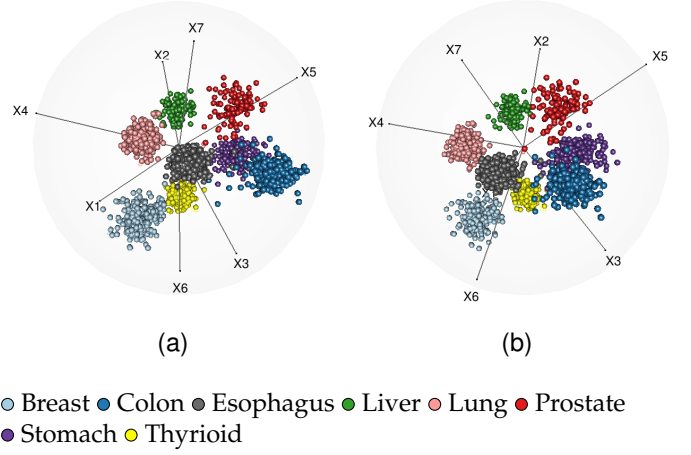 X7
X2
X5
X4
X1
X3
X6
X2
X7
X5
X4
X3
X6
(a)
(b)
Breast Colon Esophagus Liver Lung Prostate
Stomach Thyrioid